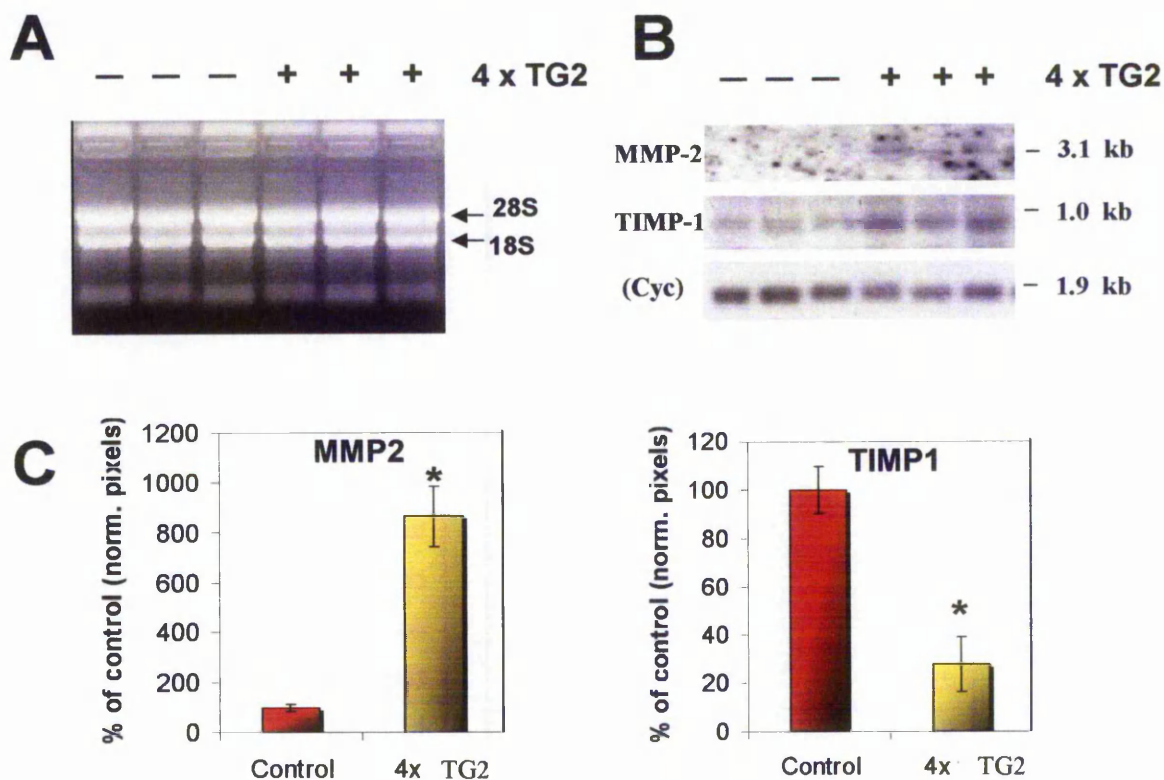 A
— — — + + + 4 x TG2
28S
18S
B
— — — + + + 4 x TG2
MMP-2 – 3.1 kb
TIMP-1 – 1.0 kb
(Cyc) – 1.9 kb
C
% of control (norm. pixels)
MMP2
1200
1000
800
600
400
200
0
*
Control 4x TG2
% of control (norm. pixels)
TIMP1
120
100
80
60
40
20
0
*
Control 4x TG2